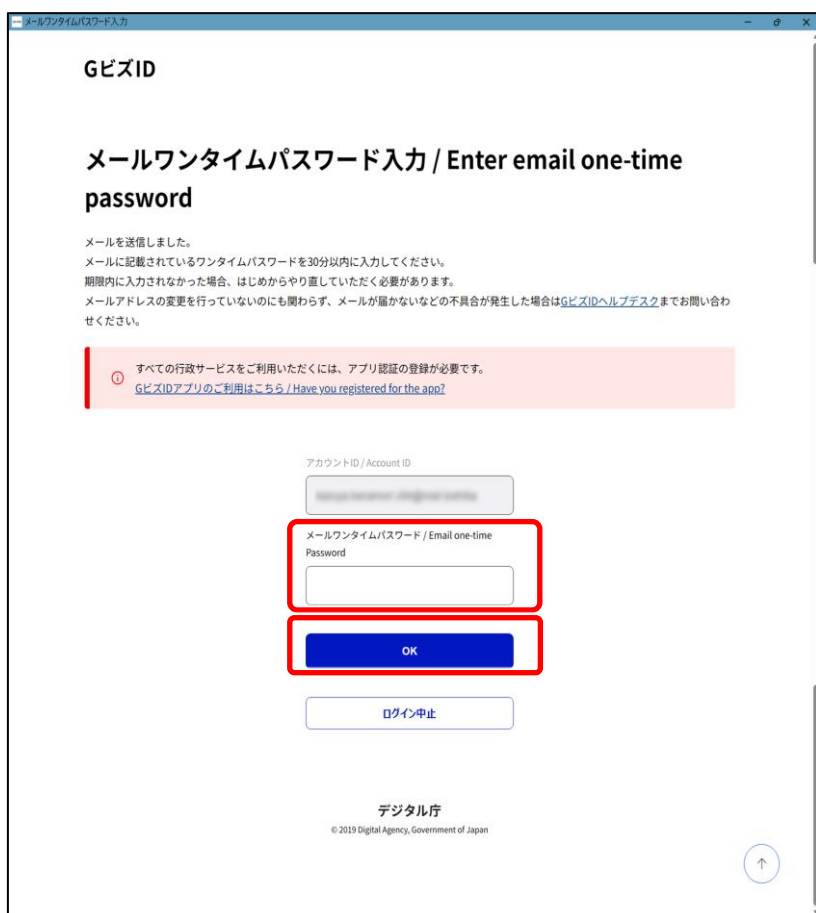 メールワンタイムパスワード入力
GビズID
メールワンタイムパスワード入力 / Enter email one-time
password
メールを送信しました。
メールに記載されているワンタイムパスワードを30分以内に入力してください。
期限内に入力されなかった場合、はじめからやり直していただく必要があります。
メールアドレスの変更を行っていないのにも関わらず、メールが届かないなどの不具合が発生した場合はGビズIDヘルプデスクまでお問い合わ
せください。
すべての行政サービスをご利用いただくには、アプリ認証の登録が必要です。
GビズIDアプリのご利用はこちら / Have you registered for the app?
アカウントID / Account ID
メールワンタイムパスワード / Email one-time
Password
OK
ログイン中止
デジタル庁
© 2019 Digital Agency, Government of Japan